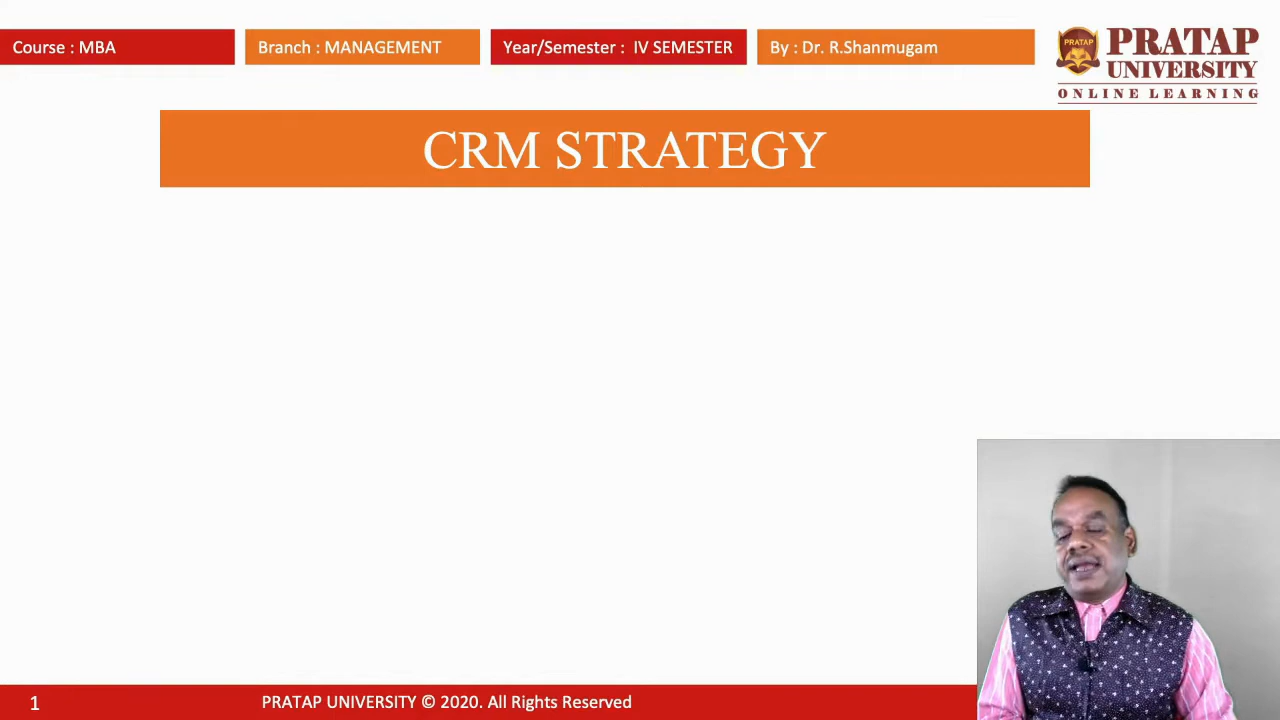 Course : MBA
Branch : MANAGEMENT
Year/Semester : IV SEMESTER
By : Dr. R.Shanmugam
PRATAP
PRATAP
UNIVERSITY
ONLINE LEARNING
CRM STRATEGY
1
PRATAP UNIVERSITY © 2020. All Rights Reserved